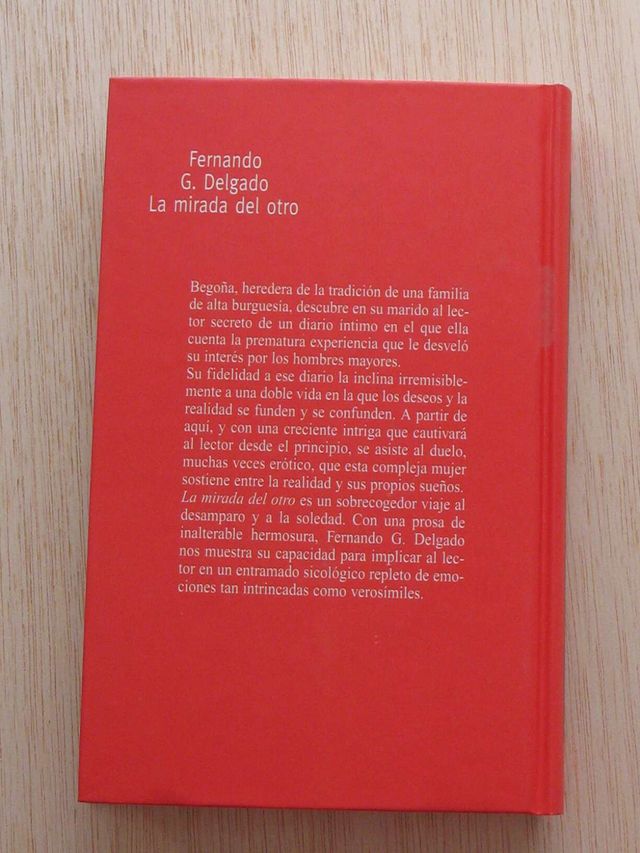 Fernando
G. Delgado
La mirada del otro
Begoña, heredera de la tradición de una familia
de alta burguesía, descubre en su marido al lec-
tor secreto de un diario íntimo en el que ella
cuenta la prematura experiencia que le desveló
su interés por los hombres mayores.
Su fidelidad a ese diario la inclina irremisible-
mente a una doble vida en la que los deseos y la
realidad se funden y se confunden. A partir de
aquí, y con una creciente intriga que cautivará
al lector desde el principio, se asiste al duelo,
muchas veces erótico, que esta compleja mujer
sostiene entre la realidad y sus propios sueños.
La mirada del otro es un sobrecogedor viaje al
desamparo y a la soledad. Con una prosa de
inalterable hermosura, Fernando G. Delgado
nos muestra su capacidad para implicar al lec-
tor en un entramado sicológico repleto de emo-
ciones tan intrincadas como verosímiles.